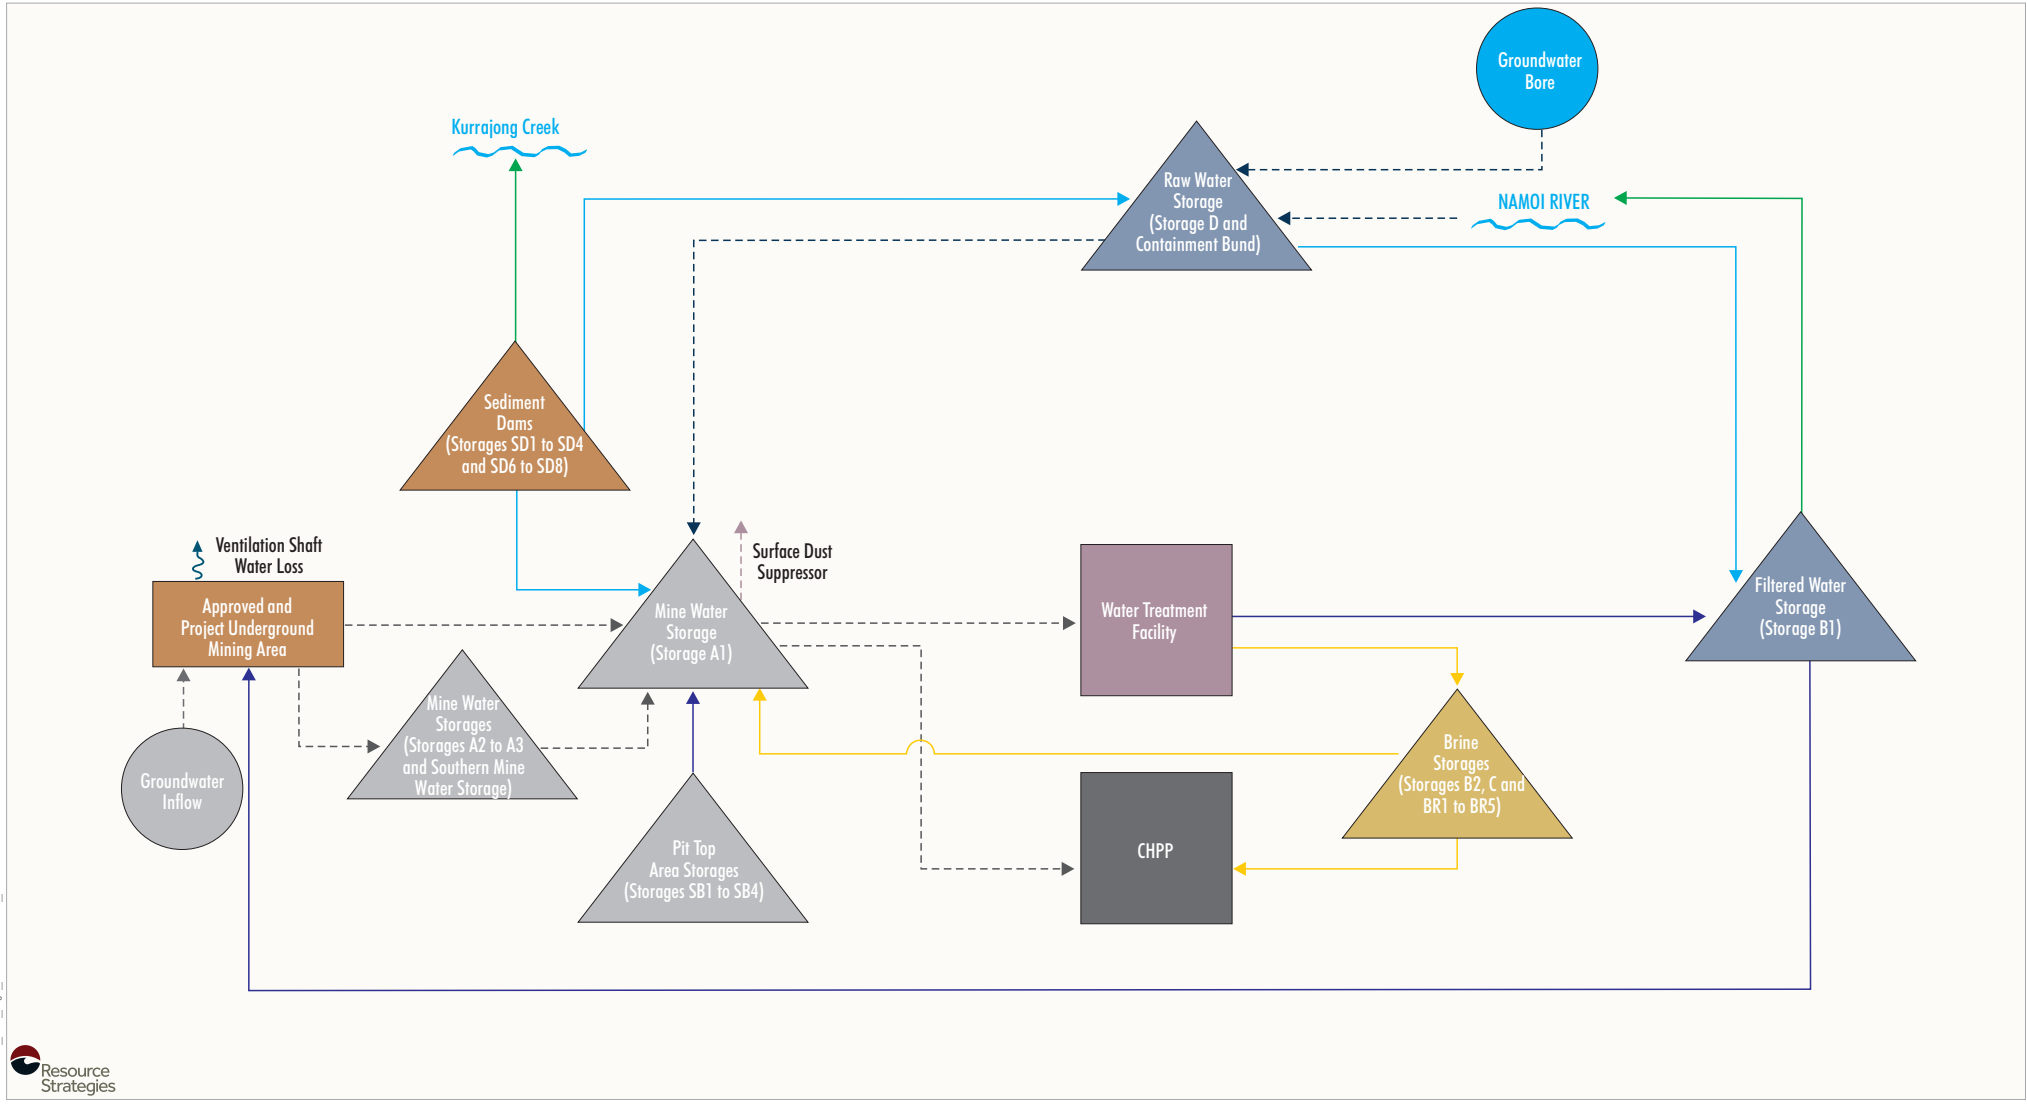 Groundwater
Bore
Kurrajong Creek
Raw Water
Storage
(Storage D and
Containment Bund)
NAMOI RIVER
Sediment
Dams
(Storages SD1 to SD4
and SD6 to SD8)
Ventilation Shaft
Water Loss
Surface Dust
Suppressor
Approved and
Project Underground
Mining Area
Mine Water
Storage
(Storage A1)
Water Treatment
Facility
Filtered Water
Storage
(Storage B1)
Mine Water
Storages
(Storages A2 to A3
and Southern Mine
Water Storage)
Groundwater
Inflow
Brine
Storages
(Storages B2, C and
BR1 to BR5)
Pit Top
Area Storages
(Storages SB1 to SB4)
CHPP
Resource
Strategies